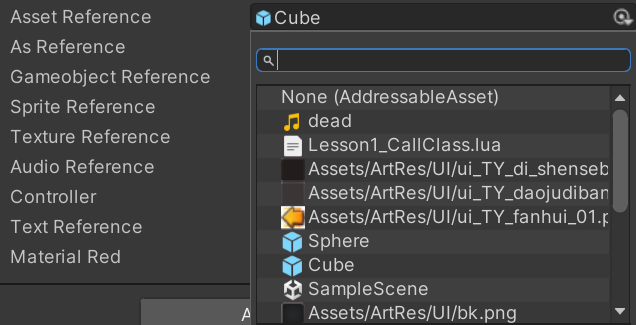 Asset Reference
Cube
As Reference
Gameobject Reference
Sprite Reference
Texture Reference
Audio Reference
Controller
Text Reference
Material Red
None (AddressableAsset)
dead
Lesson1_CallClass.lua
Assets/ArtRes/UI/ui_TY_di_shenseb
Assets/ArtRes/UI/ui_TY_daojudiban
Assets/ArtRes/UI/ui_TY_fanhui_01.p
Sphere
Cube
SampleScene
Assets/ArtRes/UI/bk.png
A